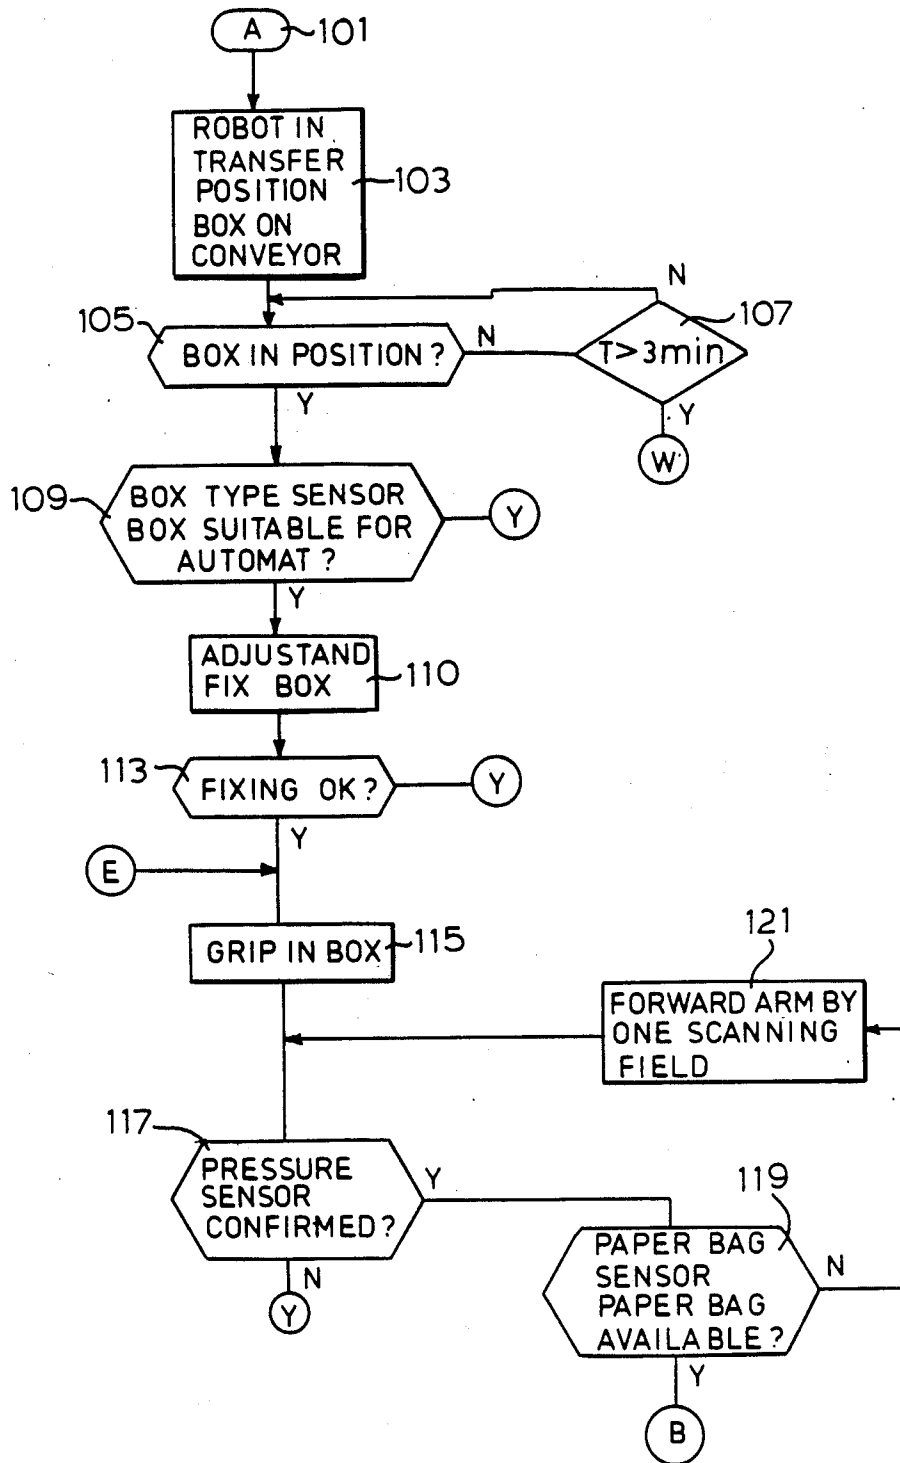 A
101
ROBOT IN
TRANSFER
POSITION
BOX ON
CONVEYOR
103
N
105
BOX IN POSITION ?
N
T > 3min
107
Y
Y
W
109
BOX TYPE SENSOR
BOX SUITABLE FOR
AUTOMAT ?
Y
Y
ADJUSTAND
FIX BOX
110
113
FIXING OK ?
Y
Y
E
GRIP IN BOX
115
121
FORWARD ARM BY
ONE SCANNING
FIELD
117
PRESSURE
SENSOR
CONFIRMED ?
Y
N
Y
119
PAPER BAG
SENSOR
PAPER BAG
AVAILABLE ?
N
Y
B